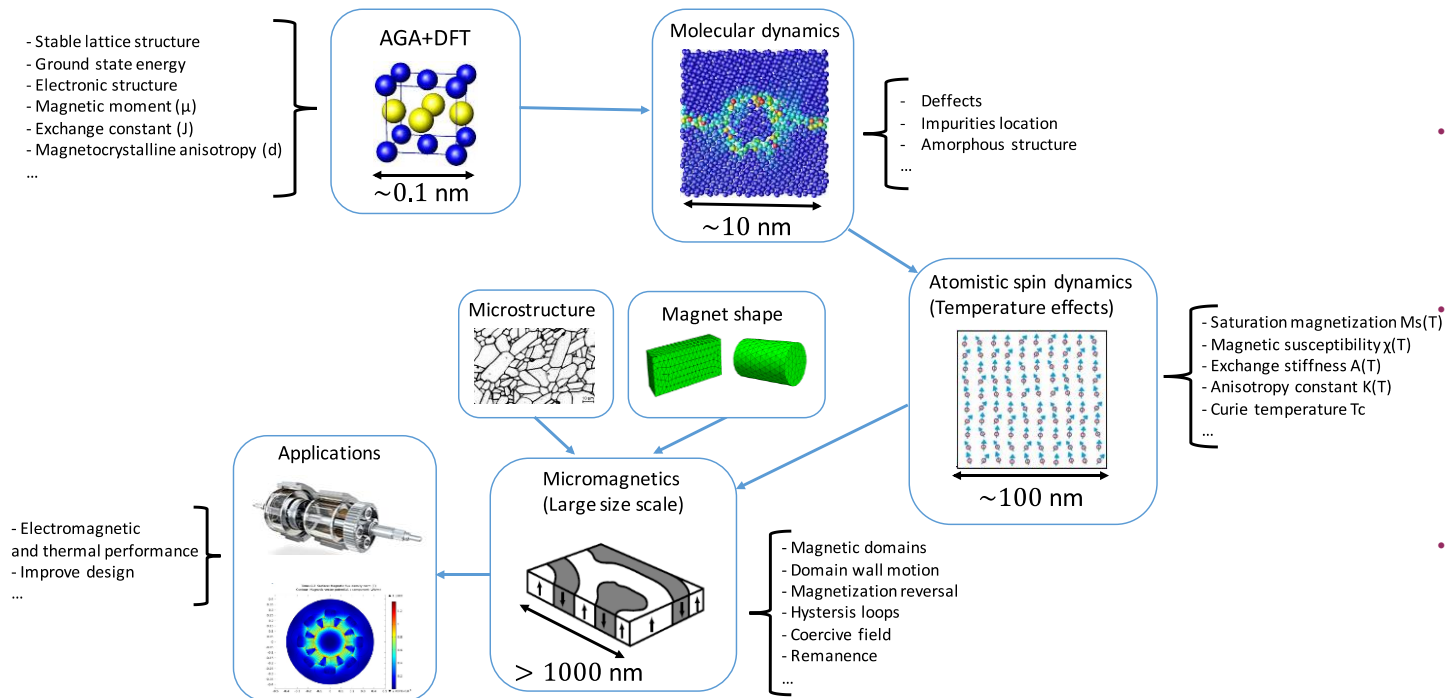 - Stable lattice structure
- Ground state energy
- Electronic structure
- Magnetic moment (μ)
- Exchange constant (J)
- Magnetocrystalline anisotropy (d)
...
AGA+DFT
~0.1 nm
Molecular dynamics
~10 nm
- Deffects
- Impurities location
- Amorphous structure
...
Atomistic spin dynamics
(Temperature effects)
~100 nm
- Saturation magnetization Ms(T)
- Magnetic susceptibility χ(T)
- Exchange stiffness A(T)
- Anisotropy constant K(T)
- Curie temperature Tc
...
Microstructure
Magnet shape
Micromagnetics
(Large size scale)
> 1000 nm
- Magnetic domains
- Domain wall motion
- Magnetization reversal
- Hystersis loops
- Coercive field
- Remanence
...
Applications
- Electromagnetic
and thermal performance
- Improve design
...